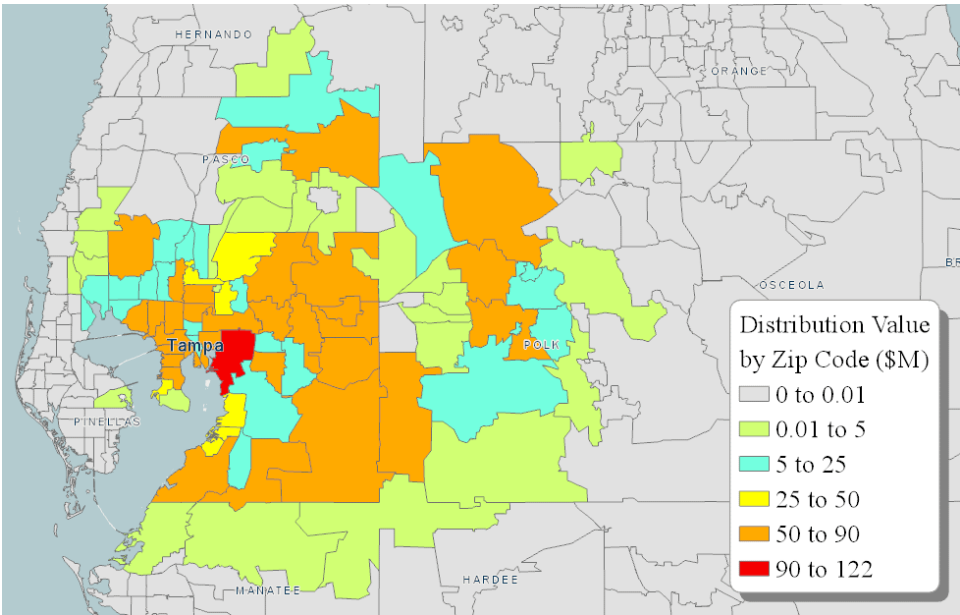 HERNANDO
ORANGE
PASCO
OSCEOLA
Distribution Value
by Zip Code ($M)
0 to 0.01
0.01 to 5
5 to 25
25 to 50
50 to 90
90 to 122
Tampa
POLK
PINELLAS
HARDEE
MANATEE